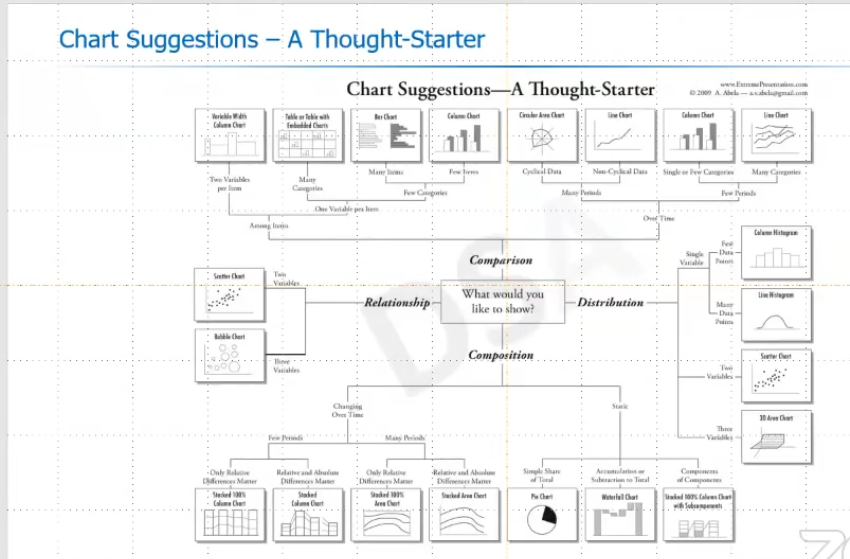 Chart Suggestions – A Thought-Starter
Chart Suggestions—A Thought-Starter
www.ExtremePresentation.com
© 2009 A. Abela — a.v.abela@gmail.com
Variable Width
Column Chart
Table or Table with
Embedded Charts
Bar Chart
Column Chart
Circular Area Chart
Line Chart
Column Chart
Line Chart
Two Variables
per Item
Many
Categories
Many Items
Few Items
Cyclical Data
Non-Cyclical Data
Single or Few Categories
Many Categories
Few Categories
Many Periods
Few Periods
One Variable per Item
Among Items
Over Time
Comparison
What would you
like to show?
Relationship
Scatter Chart
Two
Variables
Bubble Chart
Three
Variables
Distribution
Single
Variable
Few
Data
Points
Column Histogram
Many
Data
Points
Line Histogram
Two
Variables
Scatter Chart
Three
Variables
3D Area Chart
Composition
Changing
Over Time
Static
Few Periods
Many Periods
Only Relative
Differences Matter
Relative and Absolute
Differences Matter
Only Relative
Differences Matter
Relative and Absolute
Differences Matter
Simple Share
of Total
Accumulation or
Subtraction to Total
Components
of Components
Stacked 100%
Column Chart
Stacked
Column Chart
Stacked 100%
Area Chart
Stacked Area Chart
Pie Chart
Waterfall Chart
Stacked 100% Column Chart
with Subcomponents
DSA